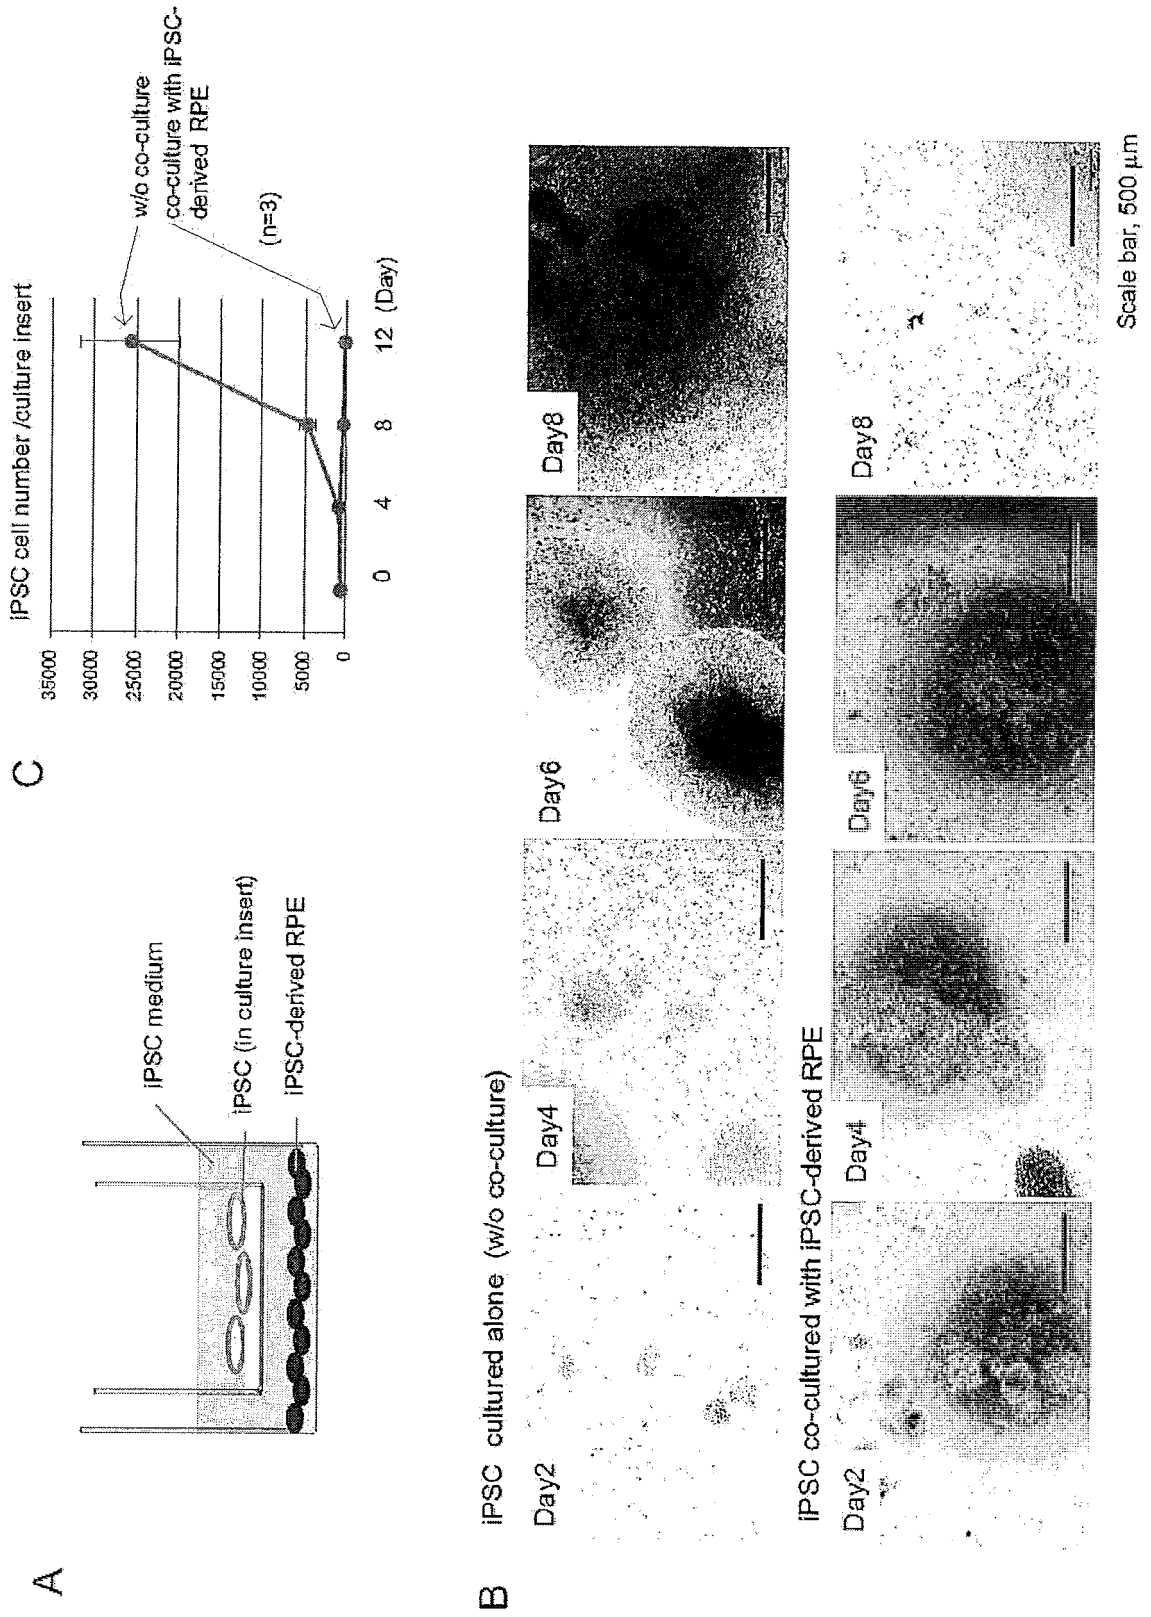 A
iPSC medium
iPSC (in culture insert)
iPSC-derived RPE
C
iPSC cell number /culture insert
35000
30000
25000
20000
15000
10000
5000
0
0
4
8
12 (Day)
w/o co-culture
co-culture with iPSC-
derived RPE
(n=3)
B
iPSC cultured alone (w/o co-culture)
Day2
Day4
Day6
Day8
iPSC co-cultured with iPSC-derived RPE
Day2
Day4
Day6
Day8
Scale bar, 500 µm